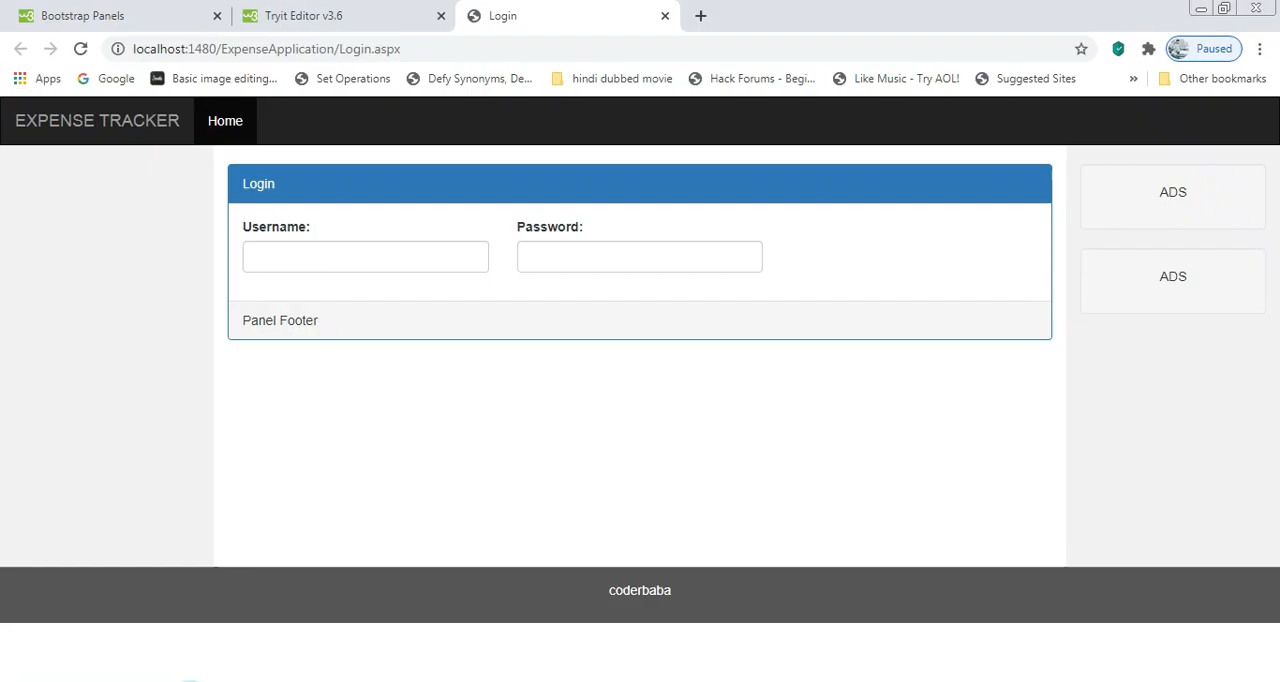 Bootstrap Panels
Tryit Editor v3.6
Login
localhost:1480/ExpenseApplication/Login.aspx
Paused
Apps
Google
Basic image editing...
Set Operations
Defy Synonyms, De...
hindi dubbed movie
Hack Forums - Begi...
Like Music - Try AOL!
Suggested Sites
»
Other bookmarks
EXPENSE TRACKER
Home
Login
Username:
Password:
Panel Footer
ADS
ADS
coderbaba